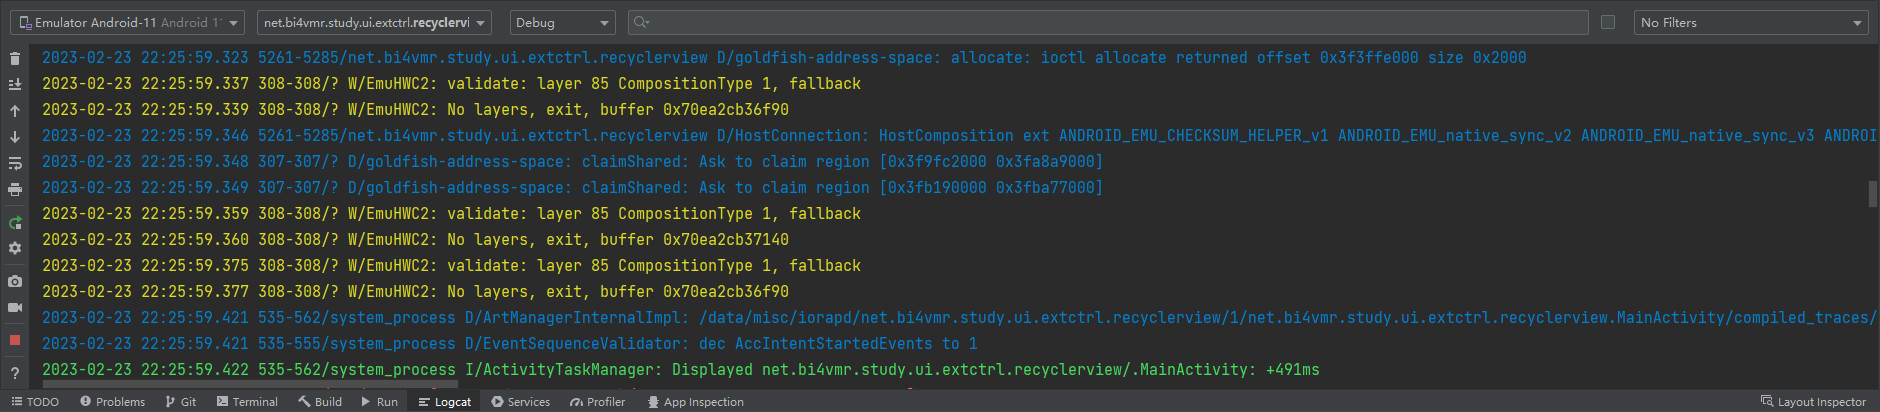 Emulator Android-11 Android 11 net.bi4vmr.study.ui.extctrl.recyclervi Debug No Filters
2023-02-23 22:25:59.323 5261-5285/net.bi4vmr.study.ui.extctrl.recyclerview D/goldfish-address-space: allocate: ioctl allocate returned offset 0x3f3ffe000 size 0x2000
2023-02-23 22:25:59.337 308-308/? W/EmuHWC2: validate: layer 85 CompositionType 1, fallback
2023-02-23 22:25:59.339 308-308/? W/EmuHWC2: No layers, exit, buffer 0x70ea2cb36f90
2023-02-23 22:25:59.346 5261-5285/net.bi4vmr.study.ui.extctrl.recyclerview D/HostConnection: HostComposition ext ANDROID_EMU_CHECKSUM_HELPER_v1 ANDROID_EMU_native_sync_v2 ANDROID_EMU_native_sync_v3 ANDROI
2023-02-23 22:25:59.348 307-307/? D/goldfish-address-space: claimShared: Ask to claim region [0x3f9fc2000 0x3fa8a9000]
2023-02-23 22:25:59.349 307-307/? D/goldfish-address-space: claimShared: Ask to claim region [0x3fb190000 0x3fba77000]
2023-02-23 22:25:59.359 308-308/? W/EmuHWC2: validate: layer 85 CompositionType 1, fallback
2023-02-23 22:25:59.360 308-308/? W/EmuHWC2: No layers, exit, buffer 0x70ea2cb37140
2023-02-23 22:25:59.375 308-308/? W/EmuHWC2: validate: layer 85 CompositionType 1, fallback
2023-02-23 22:25:59.377 308-308/? W/EmuHWC2: No layers, exit, buffer 0x70ea2cb36f90
2023-02-23 22:25:59.421 535-562/system_process D/ArtManagerInternalImpl: /data/misc/iorapd/net.bi4vmr.study.ui.extctrl.recyclerview/1/net.bi4vmr.study.ui.extctrl.recyclerview.MainActivity/compiled_traces/
2023-02-23 22:25:59.421 535-555/system_process D/EventSequenceValidator: dec AccIntentStartedEvents to 1
2023-02-23 22:25:59.422 535-562/system_process I/ActivityTaskManager: Displayed net.bi4vmr.study.ui.extctrl.recyclerview/.MainActivity: +491ms
TODO Problems Git Terminal Build Run Logcat Services Profiler App Inspection Layout Inspector